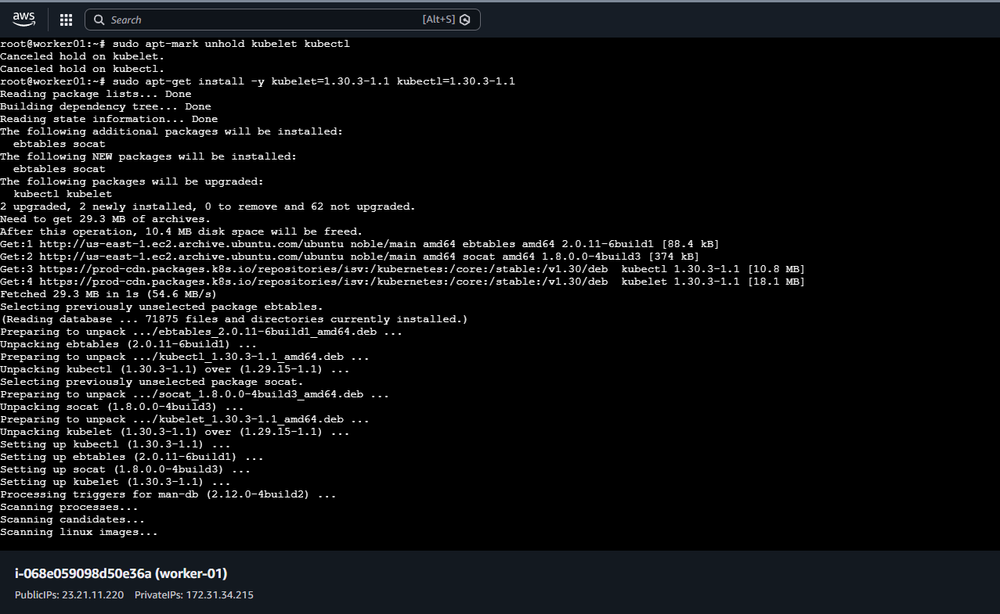 aws
Search [Alt+S]
root@worker01:~# sudo apt-mark unhold kubelet kubectl
Canceled hold on kubelet.
Canceled hold on kubectl.
root@worker01:~# sudo apt-get install -y kubelet=1.30.3-1.1 kubectl=1.30.3-1.1
Reading package lists... Done
Building dependency tree... Done
Reading state information... Done
The following additional packages will be installed:
  ebtables socat
The following NEW packages will be installed:
  ebtables socat
The following packages will be upgraded:
  kubectl kubelet
2 upgraded, 2 newly installed, 0 to remove and 62 not upgraded.
Need to get 29.3 MB of archives.
After this operation, 10.4 MB disk space will be freed.
Get:1 http://us-east-1.ec2.archive.ubuntu.com/ubuntu noble/main amd64 ebtables amd64 2.0.11-6build1 [88.4 kB]
Get:2 http://us-east-1.ec2.archive.ubuntu.com/ubuntu noble/main amd64 socat amd64 1.8.0.0-4build3 [374 kB]
Get:3 https://prod-cdn.packages.k8s.io/repositories/isv:/kubernetes:/core:/stable:/v1.30/deb  kubectl 1.30.3-1.1 [10.8 MB]
Get:4 https://prod-cdn.packages.k8s.io/repositories/isv:/kubernetes:/core:/stable:/v1.30/deb  kubelet 1.30.3-1.1 [18.1 MB]
Fetched 29.3 MB in 1s (54.6 MB/s)
Selecting previously unselected package ebtables.
(Reading database ... 71875 files and directories currently installed.)
Preparing to unpack .../ebtables_2.0.11-6build1_amd64.deb ...
Unpacking ebtables (2.0.11-6build1) ...
Preparing to unpack .../kubectl_1.30.3-1.1_amd64.deb ...
Unpacking kubectl (1.30.3-1.1) over (1.29.15-1.1) ...
Selecting previously unselected package socat.
Preparing to unpack .../socat_1.8.0.0-4build3_amd64.deb ...
Unpacking socat (1.8.0.0-4build3) ...
Preparing to unpack .../kubelet_1.30.3-1.1_amd64.deb ...
Unpacking kubelet (1.30.3-1.1) over (1.29.15-1.1) ...
Setting up kubectl (1.30.3-1.1) ...
Setting up ebtables (2.0.11-6build1) ...
Setting up socat (1.8.0.0-4build3) ...
Setting up kubelet (1.30.3-1.1) ...
Processing triggers for man-db (2.12.0-4build2) ...
Scanning processes...
Scanning candidates...
Scanning linux images...
i-068e059098d50e36a (worker-01)
PublicIPs: 23.21.11.220 PrivateIPs: 172.31.34.215